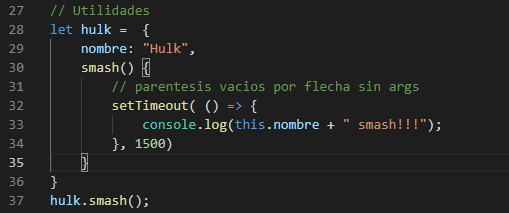 27 // Utilidades
28 let hulk =  {
29     nombre: "Hulk",
30     smash() {
31         // parentesis vacios por flecha sin args
32         setTimeout( () => {
33             console.log(this.nombre + " smash!!!");
34         }, 1500)
35     }
36 }
37 hulk.smash();